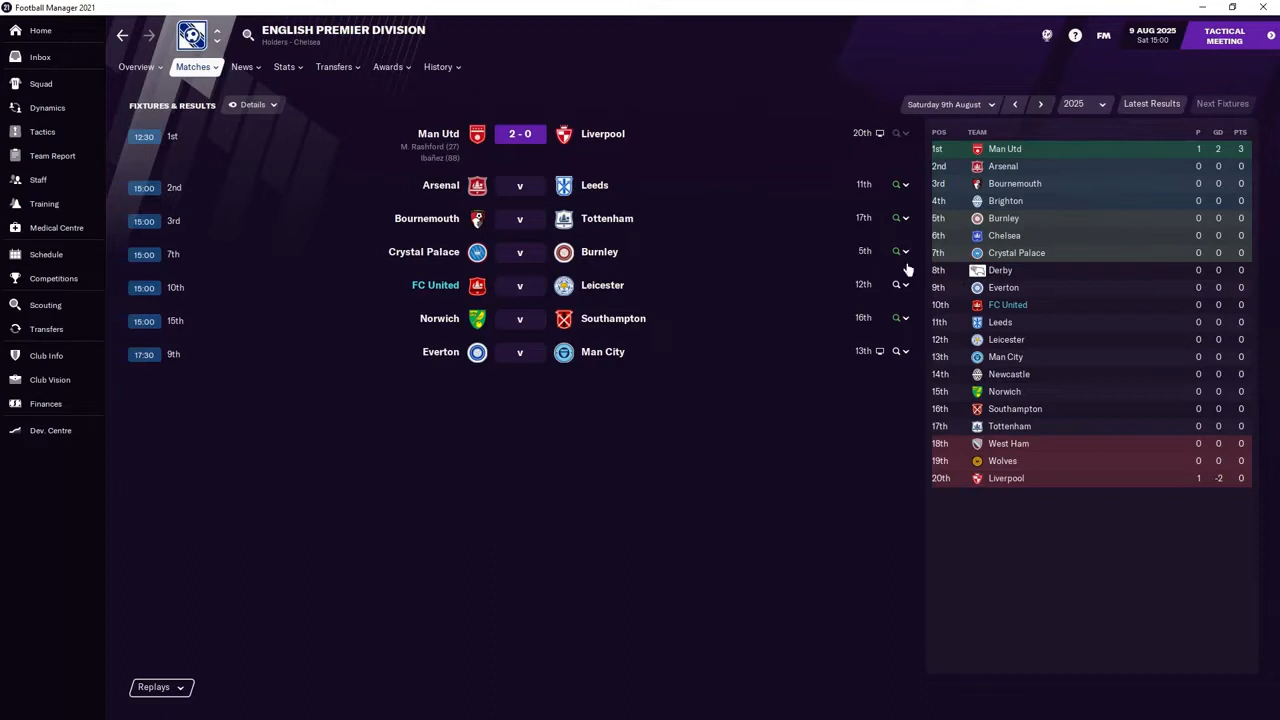 Football Manager 2021
Home
Inbox
Squad
Dynamics
Tactics
Team Report
Staff
Training
Medical Centre
Schedule
Competitions
Scouting
Transfers
Club Info
Club Vision
Finances
Dev. Centre
ENGLISH PREMIER DIVISION
Holders - Chelsea
? FM 9 AUG 2025
Sat 15:00
TACTICAL
MEETING
Overview Matches News Stats Transfers Awards History
FIXTURES & RESULTS Details Saturday 9th August 2025 Latest Results Next Fixtures
12:30 1st Man Utd 2 - 0 Liverpool 20th
M. Rashford (27)
Ibañez (88)
15:00 2nd Arsenal v Leeds 11th
15:00 3rd Bournemouth v Tottenham 17th
15:00 7th Crystal Palace v Burnley 5th
15:00 10th FC United v Leicester 12th
15:00 15th Norwich v Southampton 16th
17:30 9th Everton v Man City 13th
POS TEAM P GD PTS
1st Man Utd 1 2 3
2nd Arsenal 0 0 0
3rd Bournemouth 0 0 0
4th Brighton 0 0 0
5th Burnley 0 0 0
6th Chelsea 0 0 0
7th Crystal Palace 0 0 0
8th Derby 0 0 0
9th Everton 0 0 0
10th FC United 0 0 0
11th Leeds 0 0 0
12th Leicester 0 0 0
13th Man City 0 0 0
14th Newcastle 0 0 0
15th Norwich 0 0 0
16th Southampton 0 0 0
17th Tottenham 0 0 0
18th West Ham 0 0 0
19th Wolves 0 0 0
20th Liverpool 1 -2 0
Replays